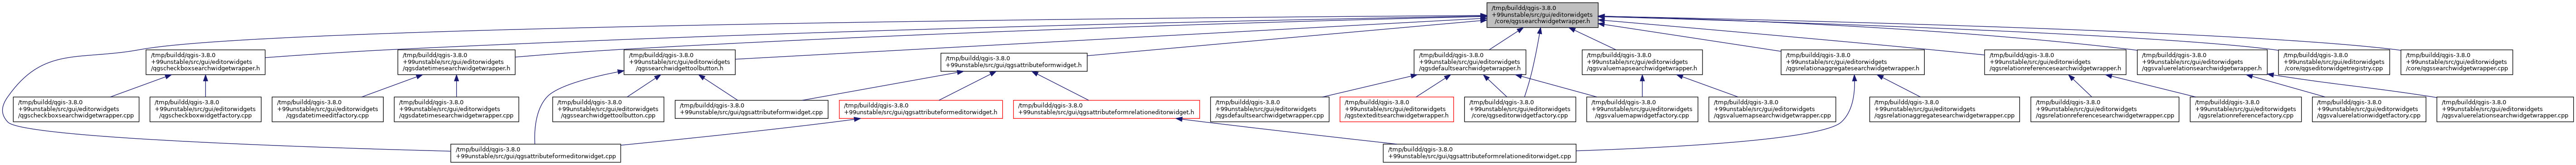 /tmp/buildd/qgis-3.8.0
+99unstable/src/gui/editorwidgets
/core/qgssearchwidgetwrapper.h
/tmp/buildd/qgis-3.8.0
+99unstable/src/gui/editorwidgets
/qgscheckboxsearchwidgetwrapper.h
/tmp/buildd/qgis-3.8.0
+99unstable/src/gui/editorwidgets
/qgsdatetimesearchwidgetwrapper.h
/tmp/buildd/qgis-3.8.0
+99unstable/src/gui/editorwidgets
/qgssearchwidgettoolbutton.h
/tmp/buildd/qgis-3.8.0
+99unstable/src/gui/qgsattributeformwidget.h
/tmp/buildd/qgis-3.8.0
+99unstable/src/gui/editorwidgets
/qgsdefaultsearchwidgetwrapper.h
/tmp/buildd/qgis-3.8.0
+99unstable/src/gui/editorwidgets
/qgsvaluemapsearchwidgetwrapper.h
/tmp/buildd/qgis-3.8.0
+99unstable/src/gui/editorwidgets
/qgsrelationaggregatesearchwidgetwrapper.h
/tmp/buildd/qgis-3.8.0
+99unstable/src/gui/editorwidgets
/qgsrelationreferencesearchwidgetwrapper.h
/tmp/buildd/qgis-3.8.0
+99unstable/src/gui/editorwidgets
/qgsvaluerelationsearchwidgetwrapper.h
/tmp/buildd/qgis-3.8.0
+99unstable/src/gui/editorwidgets
/core/qgseditorwidgetregistry.cpp
/tmp/buildd/qgis-3.8.0
+99unstable/src/gui/editorwidgets
/core/qgssearchwidgetwrapper.cpp
/tmp/buildd/qgis-3.8.0
+99unstable/src/gui/editorwidgets
/qgscheckboxsearchwidgetwrapper.cpp
/tmp/buildd/qgis-3.8.0
+99unstable/src/gui/editorwidgets
/qgscheckboxwidgetfactory.cpp
/tmp/buildd/qgis-3.8.0
+99unstable/src/gui/editorwidgets
/qgsdatetimeeditfactory.cpp
/tmp/buildd/qgis-3.8.0
+99unstable/src/gui/editorwidgets
/qgsdatetimesearchwidgetwrapper.cpp
/tmp/buildd/qgis-3.8.0
+99unstable/src/gui/editorwidgets
/qgssearchwidgettoolbutton.cpp
/tmp/buildd/qgis-3.8.0
+99unstable/src/gui/qgsattributeformwidget.cpp
/tmp/buildd/qgis-3.8.0
+99unstable/src/gui/qgsattributeformeditorwidget.h
/tmp/buildd/qgis-3.8.0
+99unstable/src/gui/qgsattributeformrelationeditorwidget.h
/tmp/buildd/qgis-3.8.0
+99unstable/src/gui/editorwidgets
/qgsdefaultsearchwidgetwrapper.cpp
/tmp/buildd/qgis-3.8.0
+99unstable/src/gui/editorwidgets
/qgstexteditsearchwidgetwrapper.h
/tmp/buildd/qgis-3.8.0
+99unstable/src/gui/editorwidgets
/core/qgseditorwidgetfactory.cpp
/tmp/buildd/qgis-3.8.0
+99unstable/src/gui/editorwidgets
/qgsvaluemapwidgetfactory.cpp
/tmp/buildd/qgis-3.8.0
+99unstable/src/gui/editorwidgets
/qgsvaluemapsearchwidgetwrapper.cpp
/tmp/buildd/qgis-3.8.0
+99unstable/src/gui/editorwidgets
/qgsrelationaggregatesearchwidgetwrapper.cpp
/tmp/buildd/qgis-3.8.0
+99unstable/src/gui/editorwidgets
/qgsrelationreferencesearchwidgetwrapper.cpp
/tmp/buildd/qgis-3.8.0
+99unstable/src/gui/editorwidgets
/qgsrelationreferencefactory.cpp
/tmp/buildd/qgis-3.8.0
+99unstable/src/gui/editorwidgets
/qgsvaluerelationwidgetfactory.cpp
/tmp/buildd/qgis-3.8.0
+99unstable/src/gui/editorwidgets
/qgsvaluerelationsearchwidgetwrapper.cpp
/tmp/buildd/qgis-3.8.0
+99unstable/src/gui/qgsattributeformeditorwidget.cpp
/tmp/buildd/qgis-3.8.0
+99unstable/src/gui/qgsattributeformrelationeditorwidget.cpp